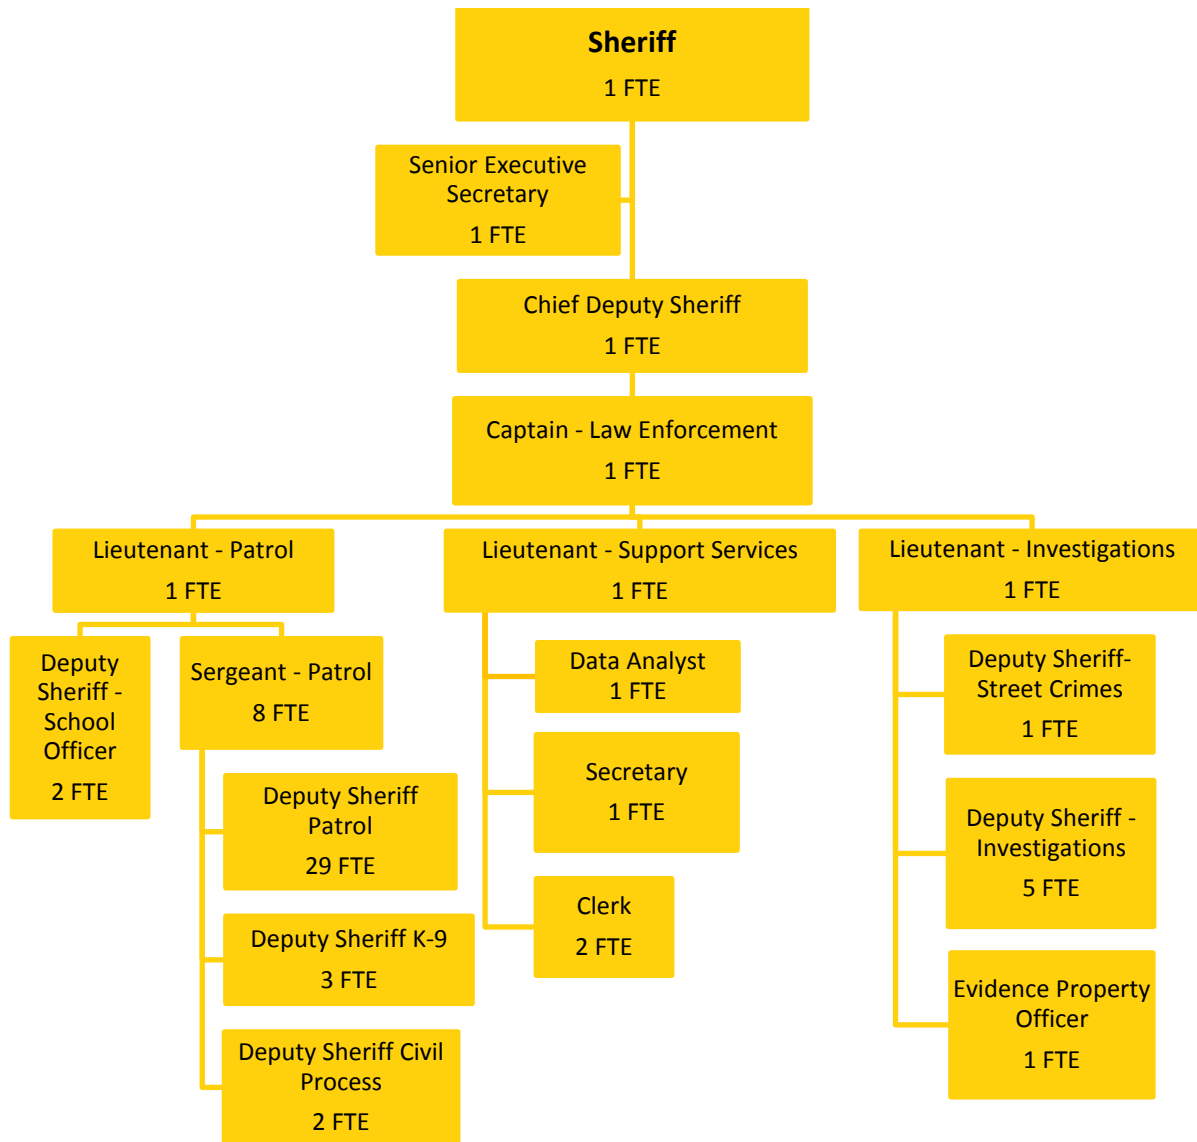 Sheriff
1 FTE
Senior Executive
Secretary
1 FTE
Chief Deputy Sheriff
1 FTE
Captain - Law Enforcement
1 FTE
Lieutenant - Patrol
1 FTE
Deputy
Sheriff -
School
Officer
2 FTE
Sergeant - Patrol
8 FTE
Deputy Sheriff
Patrol
29 FTE
Deputy Sheriff K-9
3 FTE
Deputy Sheriff Civil
Process
2 FTE
Lieutenant - Support Services
1 FTE
Data Analyst
1 FTE
Secretary
1 FTE
Clerk
2 FTE
Lieutenant - Investigations
1 FTE
Deputy Sheriff-
Street Crimes
1 FTE
Deputy Sheriff -
Investigations
5 FTE
Evidence Property
Officer
1 FTE